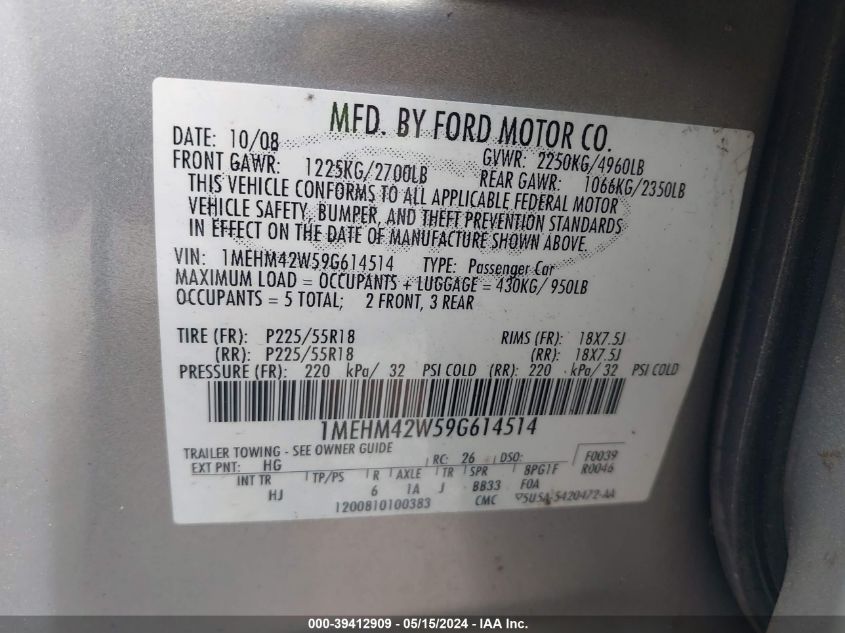 MFD. BY FORD MOTOR CO.
DATE: 10/08 GVWR: 2250KG/4960LB
FRONT GAWR: 1225KG/2700LB REAR GAWR: 1066KG/2350LB
THIS VEHICLE CONFORMS TO ALL APPLICABLE FEDERAL MOTOR
VEHICLE SAFETY, BUMPER, AND THEFT PREVENTION STANDARDS
IN EFFECT ON THE DATE OF MANUFACTURE SHOWN ABOVE.
VIN: 1MEHM42W59G614514 TYPE: Passenger Car
MAXIMUM LOAD = OCCUPANTS + LUGGAGE = 430KG/ 950LB
OCCUPANTS = 5 TOTAL; 2 FRONT, 3 REAR
TIRE (FR): P225/55R18 RIMS (FR): 18X7.5J
(RR): P225/55R18 (RR): 18X7.5J
PRESSURE (FR): 220 kPa/ 32 PSI COLD (RR): 220 kPa/ 32 PSI COLD
1MEHM42W59G614514
TRAILER TOWING - SEE OWNER GUIDE
EXT PNT: HG RC: 26 DSO: F0039
R0046
INT TR TP/PS R AXLE TR SPR 8PG1F
HJ 6 1A J BB33 F0A
1200810100383 CMC 5U5A-5420472-AA
000-39412909 - 05/15/2024 - IAA Inc.